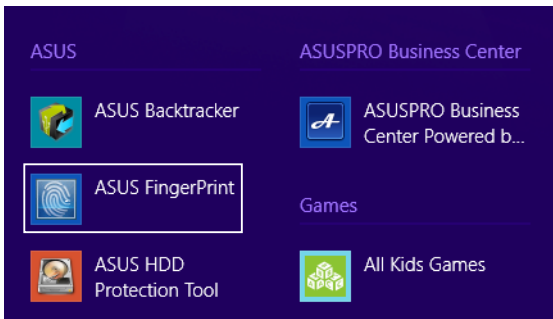 ASUS
ASUS Backtracker
ASUS FingerPrint
ASUS HDD
Protection Tool
ASUSPRO Business Center
ASUSPRO Business
Center Powered b...
Games
All Kids Games